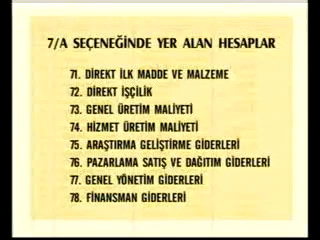 7/A SEÇENEĞİNDE YER ALAN HESAPLAR
71. DİREKT İLK MADDE VE MALZEME
72. DİREKT İŞÇİLİK
73. GENEL ÜRETİM MALİYETİ
74. HİZMET ÜRETİM MALİYETİ
75. ARAŞTIRMA GELİŞTİRME GİDERLERİ
76. PAZARLAMA SATIŞ VE DAĞITIM GİDERLERİ
77. GENEL YÖNETİM GİDERLERİ
78. FİNANSMAN GİDERLERİ